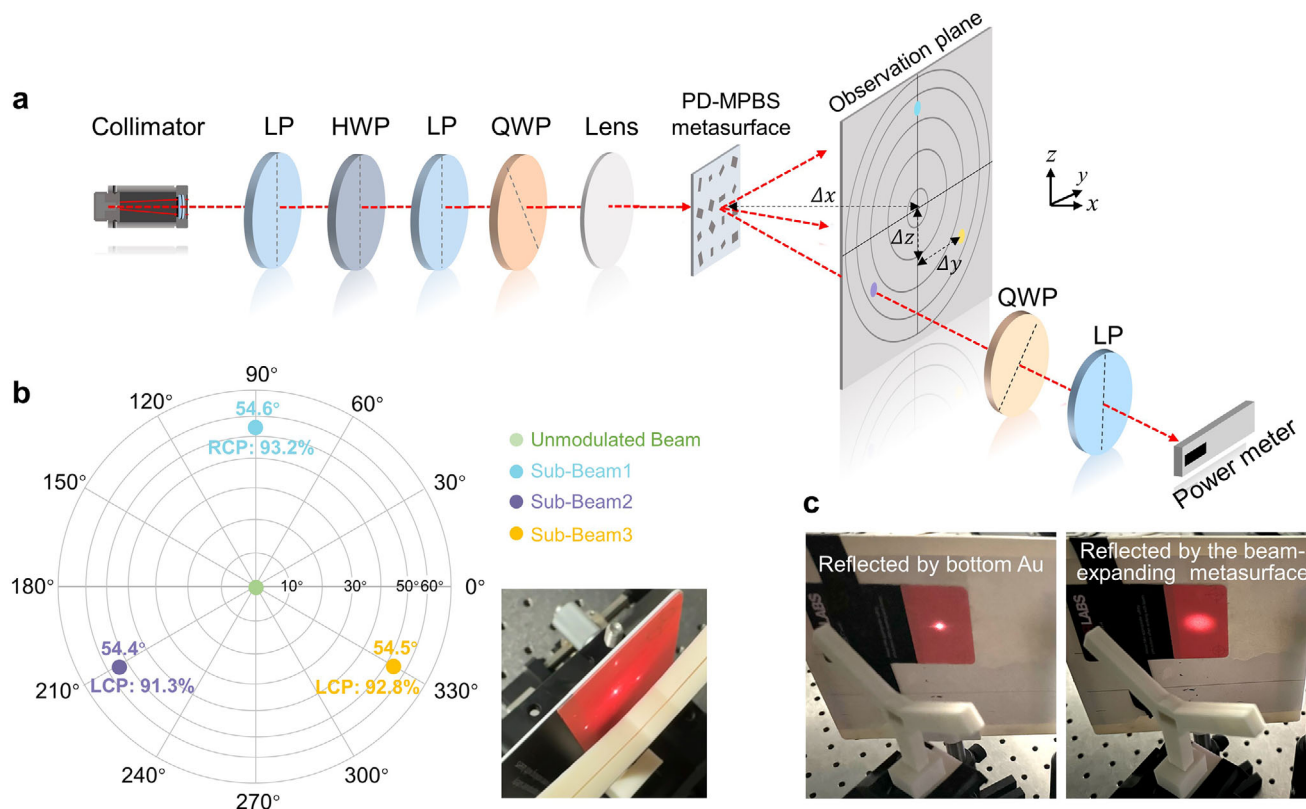 a
Collimator
LP
HWP
LP
QWP
Lens
PD-MPBS
metasurface
Observation plane
Δx
Δz
Δy
z
y
x
QWP
LP
Power meter
b
90°
120°
60°
150°
30°
180°
0°
210°
330°
240°
300°
270°
10°
30°
50°
60°
54.6°
RCP: 93.2%
54.4°
LCP: 91.3%
54.5°
LCP: 92.8%
Unmodulated Beam
Sub-Beam1
Sub-Beam2
Sub-Beam3
c
Reflected by bottom Au
LABS
Reflected by the beam-
expanding metasurface
LABS